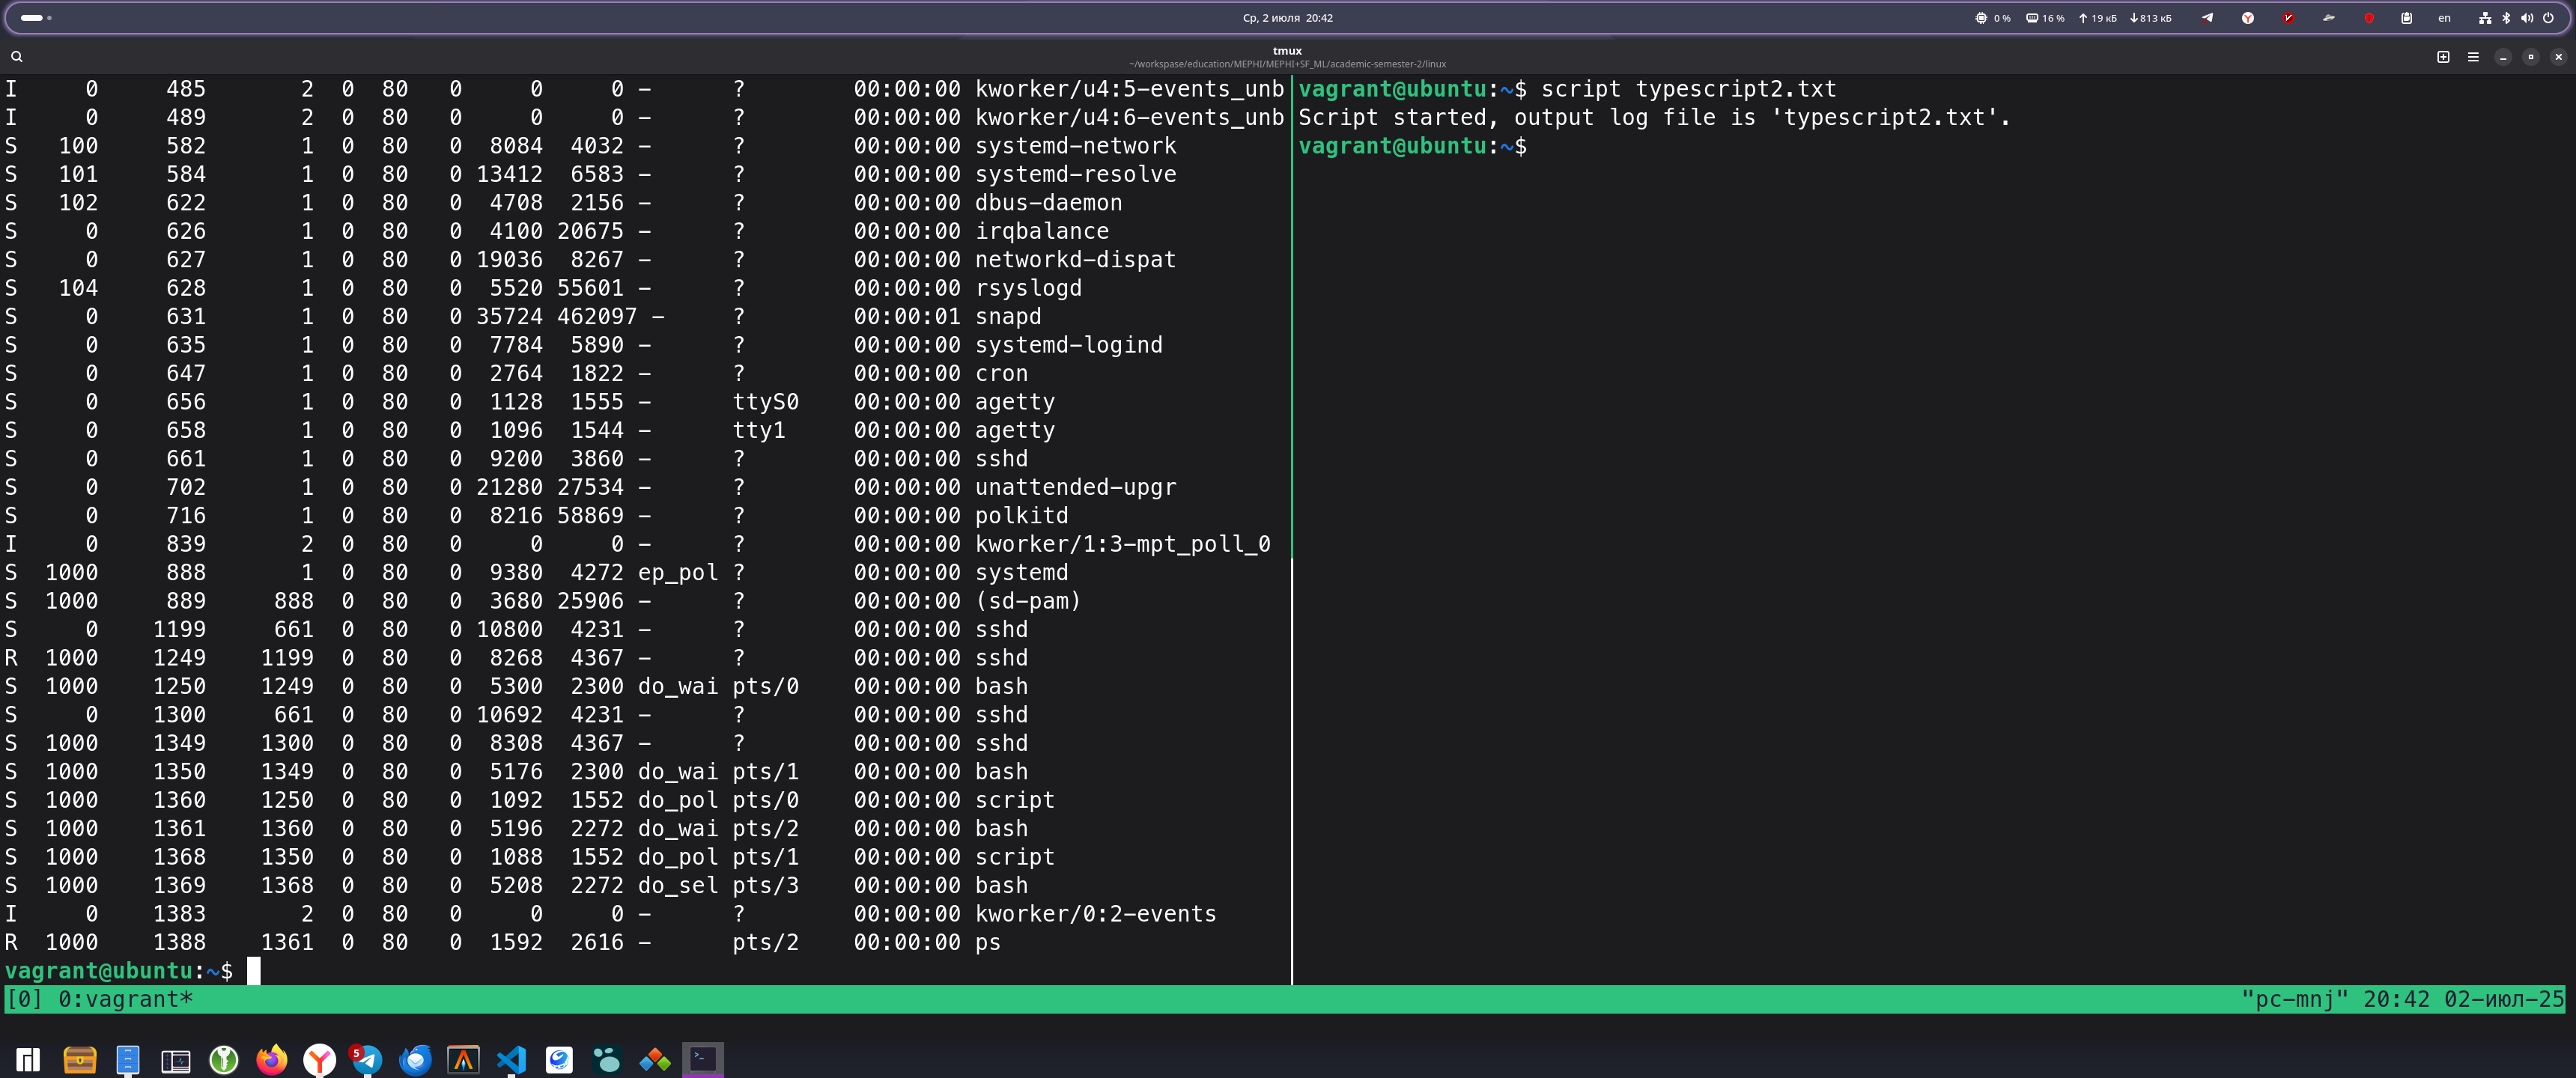 Ср, 2 июля 20:42
0 % 16 % 19 кБ 813 кБ en
tmux
~/workspase/education/MEPHI/MEPHI+SF_ML/academic-semester-2/linux
I 0 485 2 0 80 0 0 0 - ? 00:00:00 kworker/u4:5-events_unb
I 0 489 2 0 80 0 0 0 - ? 00:00:00 kworker/u4:6-events_unb
S 100 582 1 0 80 0 8084 4032 - ? 00:00:00 systemd-network
S 101 584 1 0 80 0 13412 6583 - ? 00:00:00 systemd-resolve
S 102 622 1 0 80 0 4708 2156 - ? 00:00:00 dbus-daemon
S 0 626 1 0 80 0 4100 20675 - ? 00:00:00 irqbalance
S 0 627 1 0 80 0 19036 8267 - ? 00:00:00 networkd-dispat
S 104 628 1 0 80 0 5520 55601 - ? 00:00:00 rsyslogd
S 0 631 1 0 80 0 35724 462097 - ? 00:00:01 snapd
S 0 635 1 0 80 0 7784 5890 - ? 00:00:00 systemd-logind
S 0 647 1 0 80 0 2764 1822 - ? 00:00:00 cron
S 0 656 1 0 80 0 1128 1555 - ttyS0 00:00:00 agetty
S 0 658 1 0 80 0 1096 1544 - tty1 00:00:00 agetty
S 0 661 1 0 80 0 9200 3860 - ? 00:00:00 sshd
S 0 702 1 0 80 0 21280 27534 - ? 00:00:00 unattended-upgr
S 0 716 1 0 80 0 8216 58869 - ? 00:00:00 polkitd
I 0 839 2 0 80 0 0 0 - ? 00:00:00 kworker/1:3-mpt_poll_0
S 1000 888 1 0 80 0 9380 4272 ep_pol ? 00:00:00 systemd
S 1000 889 888 0 80 0 3680 25906 - ? 00:00:00 (sd-pam)
S 0 1199 661 0 80 0 10800 4231 - ? 00:00:00 sshd
R 1000 1249 1199 0 80 0 8268 4367 - ? 00:00:00 sshd
S 1000 1250 1249 0 80 0 5300 2300 do_wai pts/0 00:00:00 bash
S 0 1300 661 0 80 0 10692 4231 - ? 00:00:00 sshd
S 1000 1349 1300 0 80 0 8308 4367 - ? 00:00:00 sshd
S 1000 1350 1349 0 80 0 5176 2300 do_wai pts/1 00:00:00 bash
S 1000 1360 1250 0 80 0 1092 1552 do_pol pts/0 00:00:00 script
S 1000 1361 1360 0 80 0 5196 2272 do_wai pts/2 00:00:00 bash
S 1000 1368 1350 0 80 0 1088 1552 do_pol pts/1 00:00:00 script
S 1000 1369 1368 0 80 0 5208 2272 do_sel pts/3 00:00:00 bash
I 0 1383 2 0 80 0 0 0 - ? 00:00:00 kworker/0:2-events
R 1000 1388 1361 0 80 0 1592 2616 - pts/2 00:00:00 ps
vagrant@ubuntu:~$
vagrant@ubuntu:~$ script typescript2.txt
Script started, output log file is 'typescript2.txt'.
vagrant@ubuntu:~$
[0] 0:vagrant* "pc-mnj" 20:42 02-июл-25
5